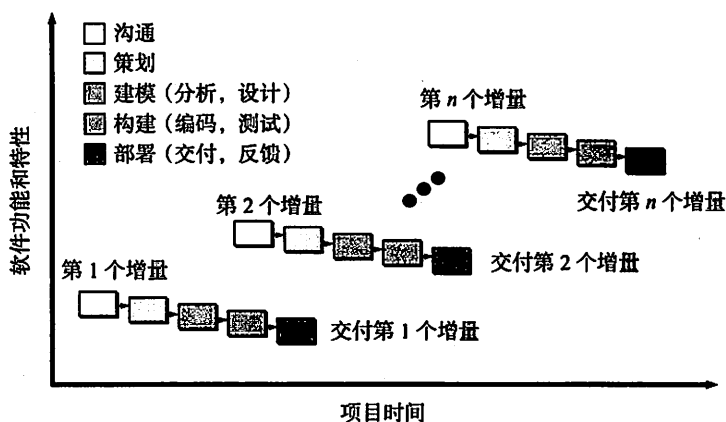 沟通
策划
建模（分析，设计）
构建（编码，测试）
部署（交付，反馈）
第 n 个增量
交付第 n 个增量
第 2 个增量
交付第 2 个增量
第 1 个增量
交付第 1 个增量
软件功能和特性
项目时间